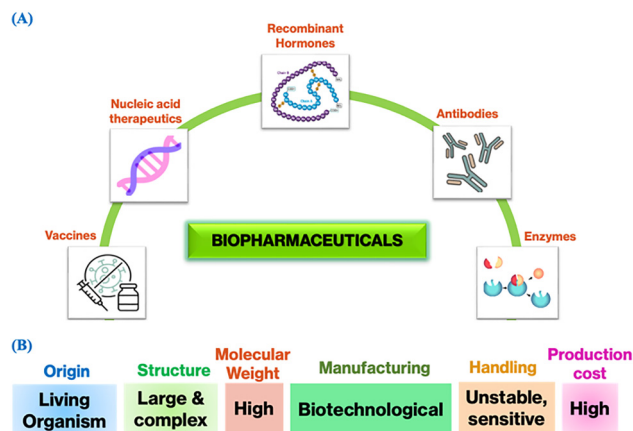 (A)
Recombinant
Hormones
Nucleic acid
therapeutics
Antibodies
Vaccines
BIOPHARMACEUTICALS
Enzymes
(B)
Origin
Structure
Molecular
Weight
Manufacturing
Handling
Production
cost
Living
Organism
Large &
complex
High
Biotechnological
Unstable,
sensitive
High